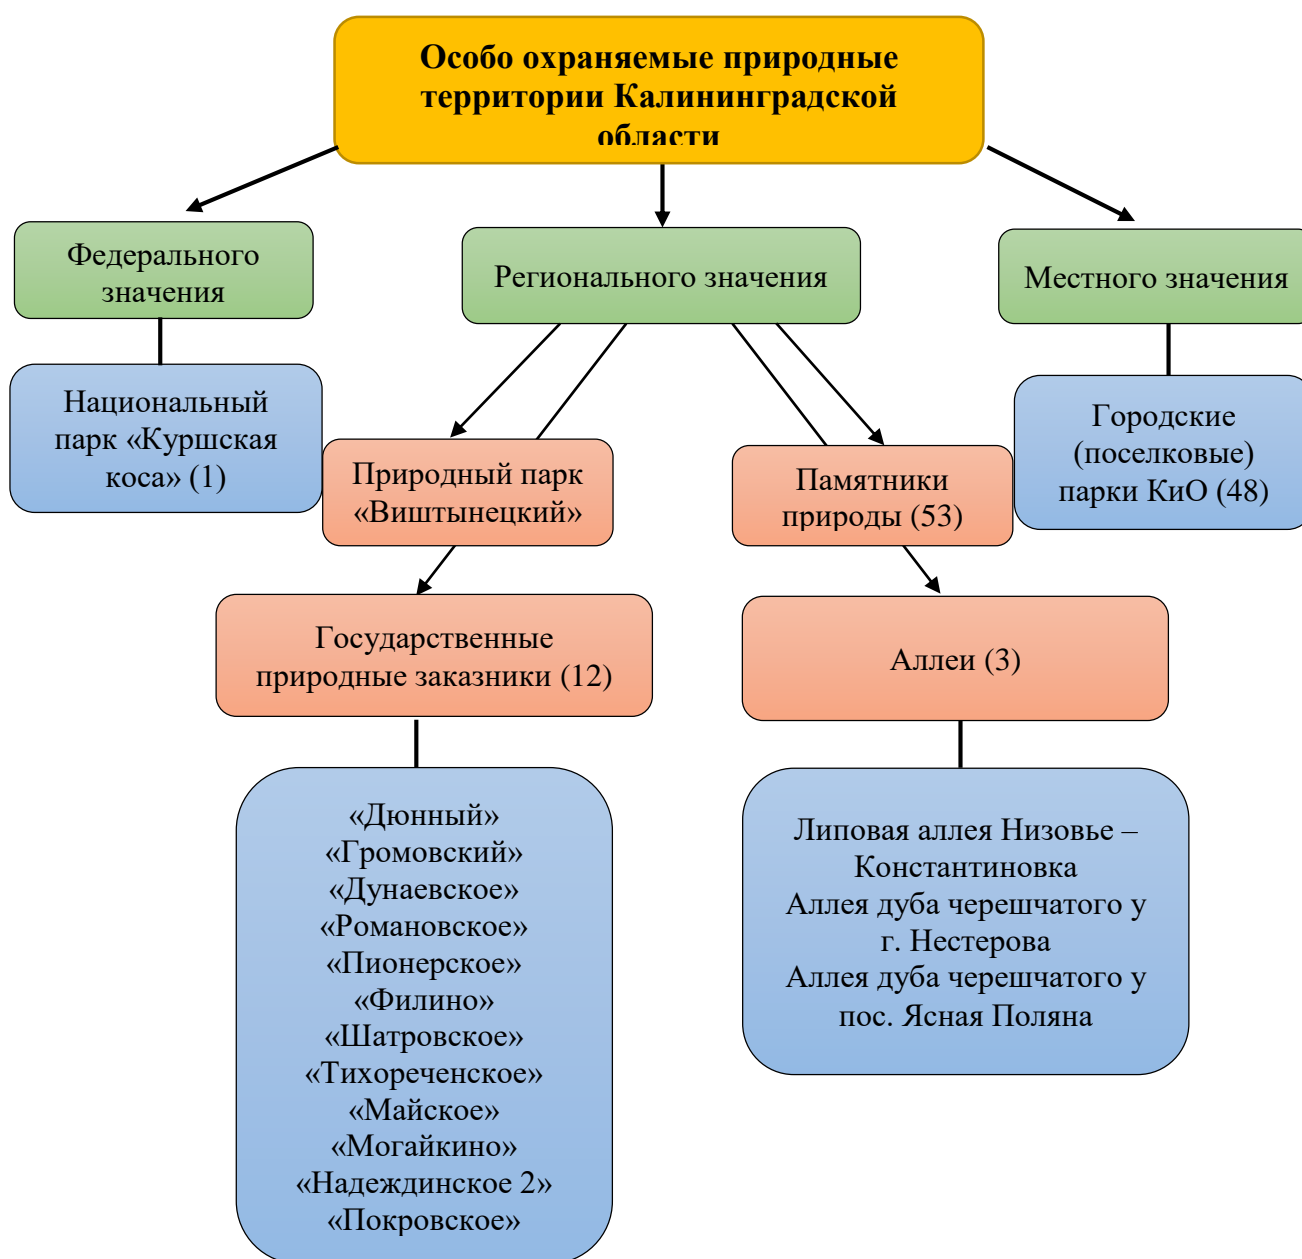 Особо охраняемые природные
территории Калининградской
области
Федерального
значения
Регионального значения
Местного значения
Национальный
парк «Куршская
коса» (1)
Природный парк
«Виштынецкий»
Памятники
природы (53)
Городские
(поселковые)
парки КиО (48)
Государственные
природные заказники (12)
Аллеи (3)
«Дюнный»
«Громовский»
«Дунаевское»
«Романовское»
«Пионерское»
«Филино»
«Шатровское»
«Тихореченское»
«Майское»
«Могайкино»
«Надеждинское 2»
«Покровское»
Липовая аллея Низовье –
Константиновка
Аллея дуба черешчатого у
г. Нестерова
Аллея дуба черешчатого у
пос. Ясная Поляна